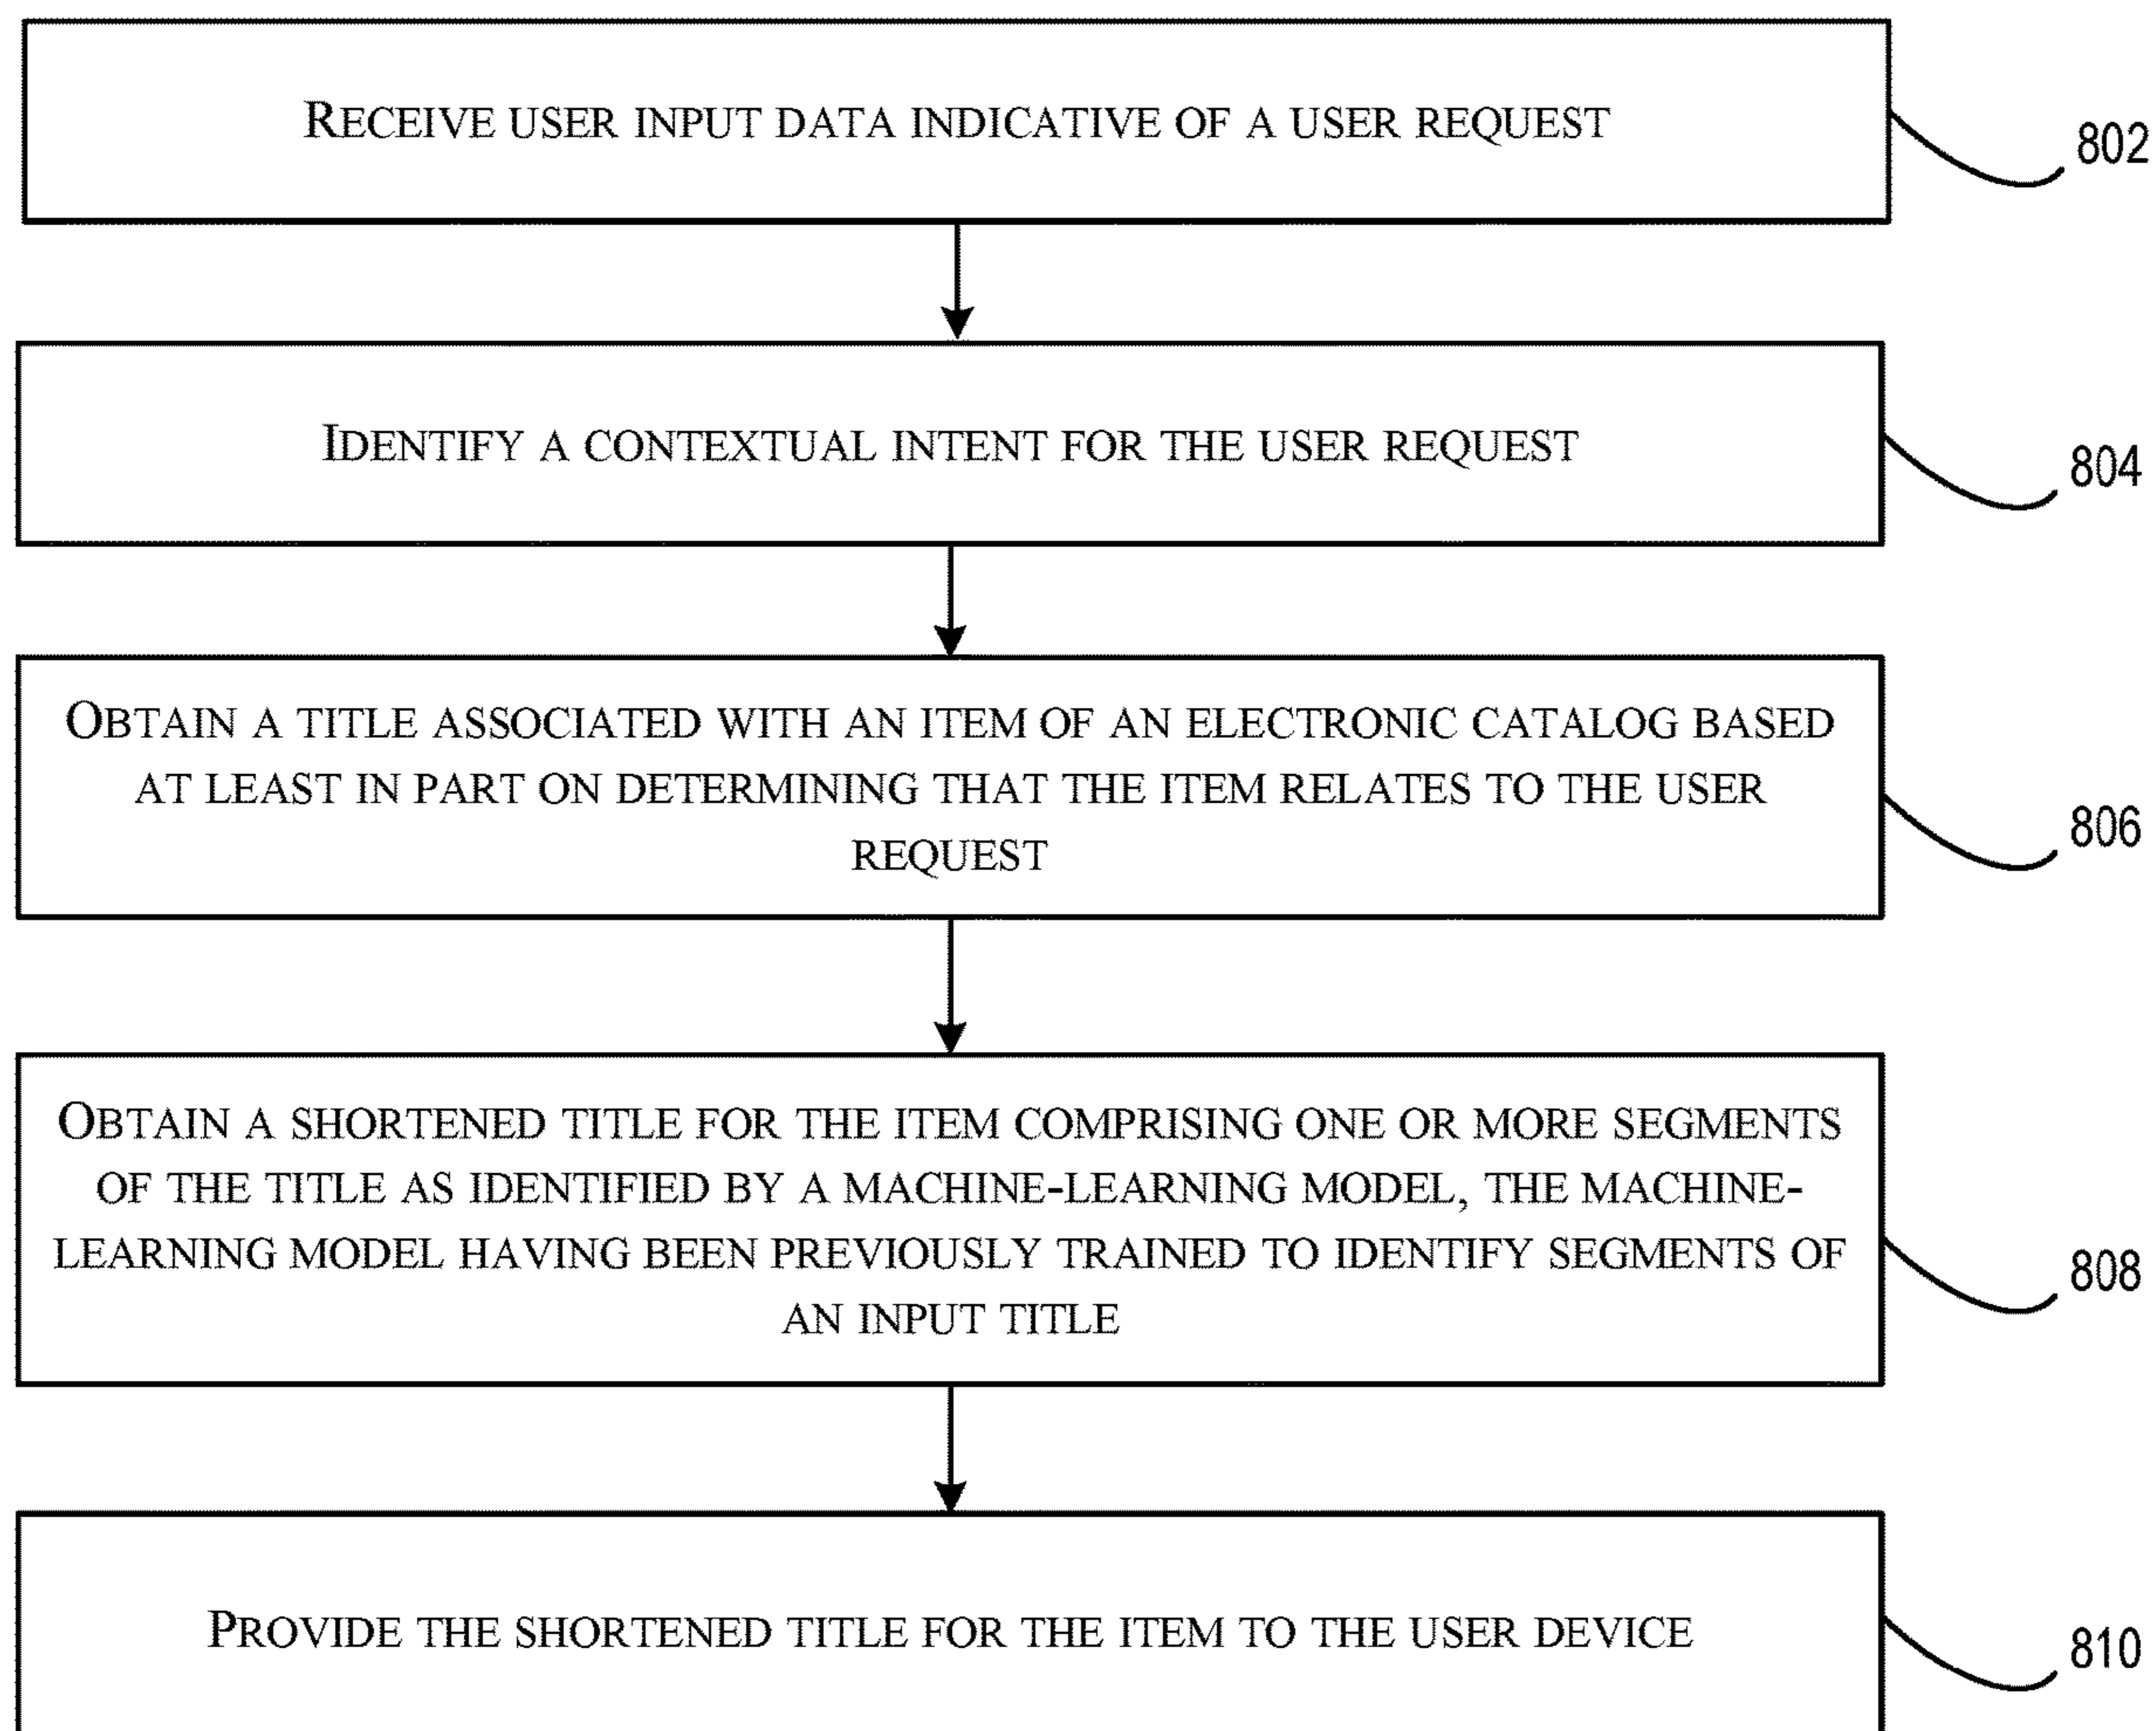 RECEIVE USER INPUT DATA INDICATIVE OF A USER REQUEST
802
IDENTIFY A CONTEXTUAL INTENT FOR THE USER REQUEST
804
OBTAIN A TITLE ASSOCIATED WITH AN ITEM OF AN ELECTRONIC CATALOG BASED
AT LEAST IN PART ON DETERMINING THAT THE ITEM RELATES TO THE USER
REQUEST
806
OBTAIN A SHORTENED TITLE FOR THE ITEM COMPRISING ONE OR MORE SEGMENTS
OF THE TITLE AS IDENTIFIED BY A MACHINE-LEARNING MODEL, THE MACHINE-
LEARNING MODEL HAVING BEEN PREVIOUSLY TRAINED TO IDENTIFY SEGMENTS OF
AN INPUT TITLE
808
PROVIDE THE SHORTENED TITLE FOR THE ITEM TO THE USER DEVICE
810